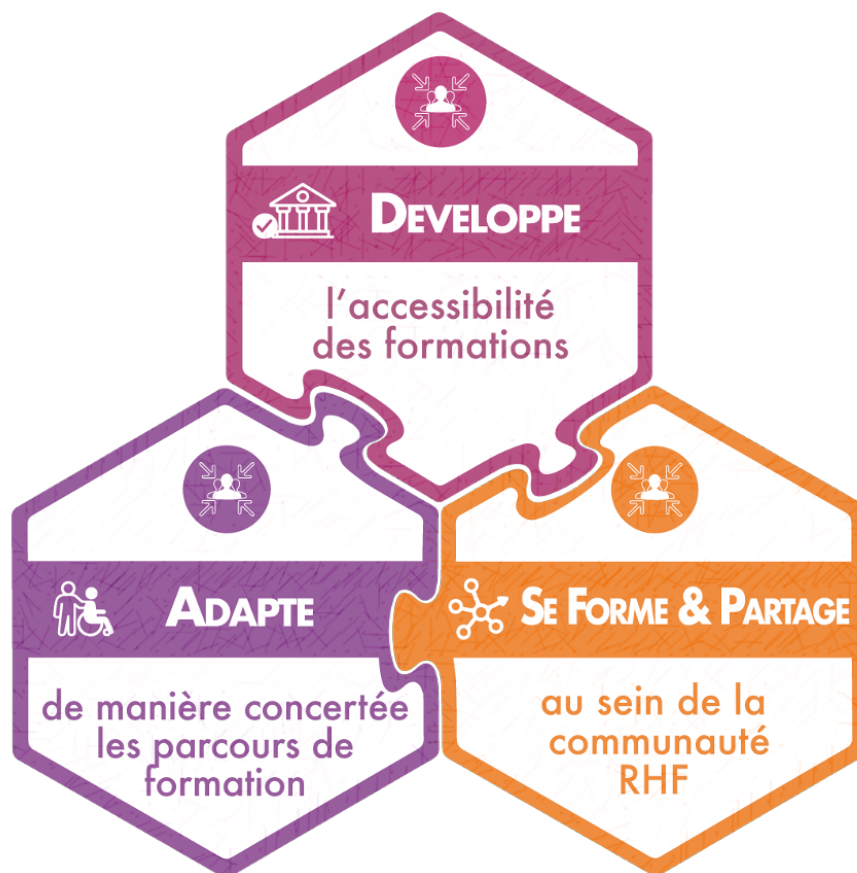 DEVELOPPE
l'accessibilité
des formations
ADAPTE
de manière concertée
les parcours de
formation
SE FORME & PARTAGE
au sein de la
communauté
RHF